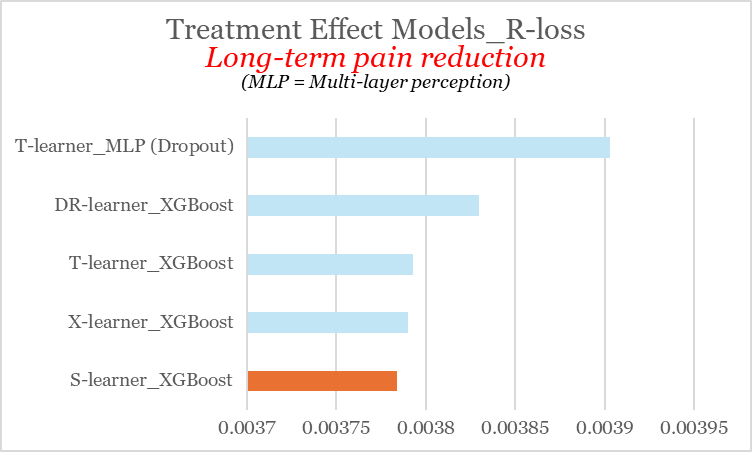 Treatment Effect Models_R-loss
Long-term pain reduction
(MLP = Multi-layer perception)
T-learner_MLP (Dropout)
DR-learner_XGBoost
T-learner_XGBoost
X-learner_XGBoost
S-learner_XGBoost
0.0037 0.00375 0.0038 0.00385 0.0039 0.00395